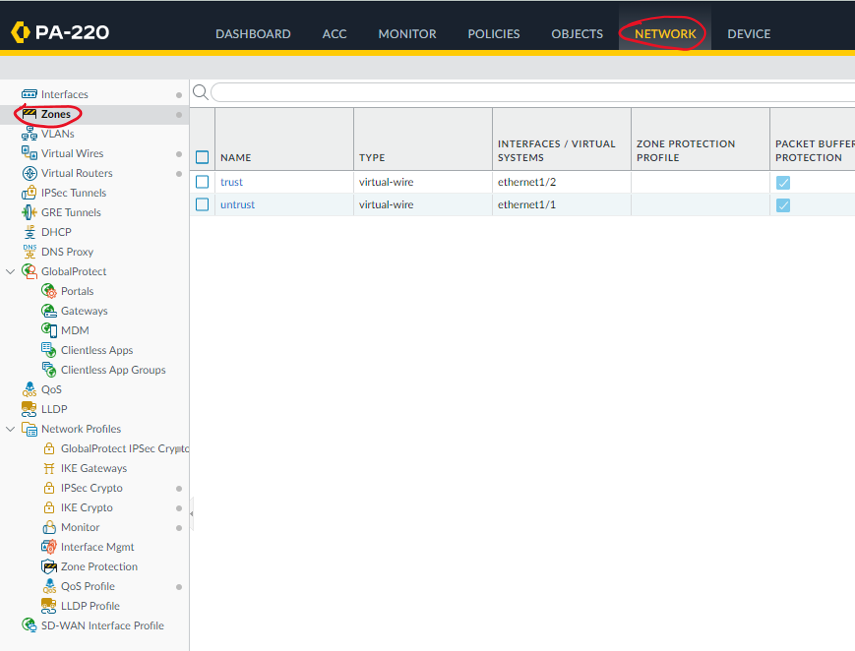 PA-220
DASHBOARD ACC MONITOR POLICIES OBJECTS NETWORK DEVICE
Interfaces
Zones
VLANs
Virtual Wires
Virtual Routers
IPSec Tunnels
GRE Tunnels
DHCP
DNS
DNS Proxy
GlobalProtect
Portals
Gateways
MDM
Clientless Apps
Clientless App Groups
QoS
QoS
LLDP
Network Profiles
GlobalProtect IPSec Crypto
IKE Gateways
IPSec Crypto
IKE Crypto
Monitor
Interface Mgmt
Zone Protection
QoS
QoS Profile
LLDP Profile
SD-WAN Interface Profile
NAME TYPE INTERFACES / VIRTUAL SYSTEMS ZONE PROTECTION PROFILE PACKET BUFFER PROTECTION
trust virtual-wire ethernet1/2
untrust virtual-wire ethernet1/1